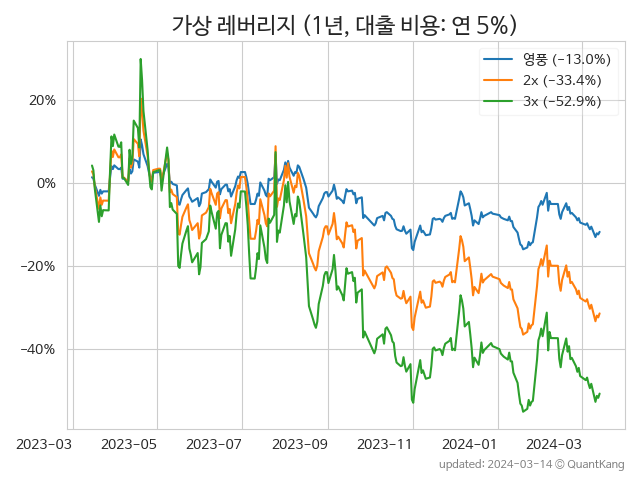 가상 레버리지 (1년, 대출 비용: 연 5%)
영풍 (−13.0%)
2x (−33.4%)
3x (−52.9%)
20%
0%
−20%
−40%
2023-03 2023-05 2023-07 2023-09 2023-11 2024-01 2024-03
updated: 2024-03-14 © QuantKang